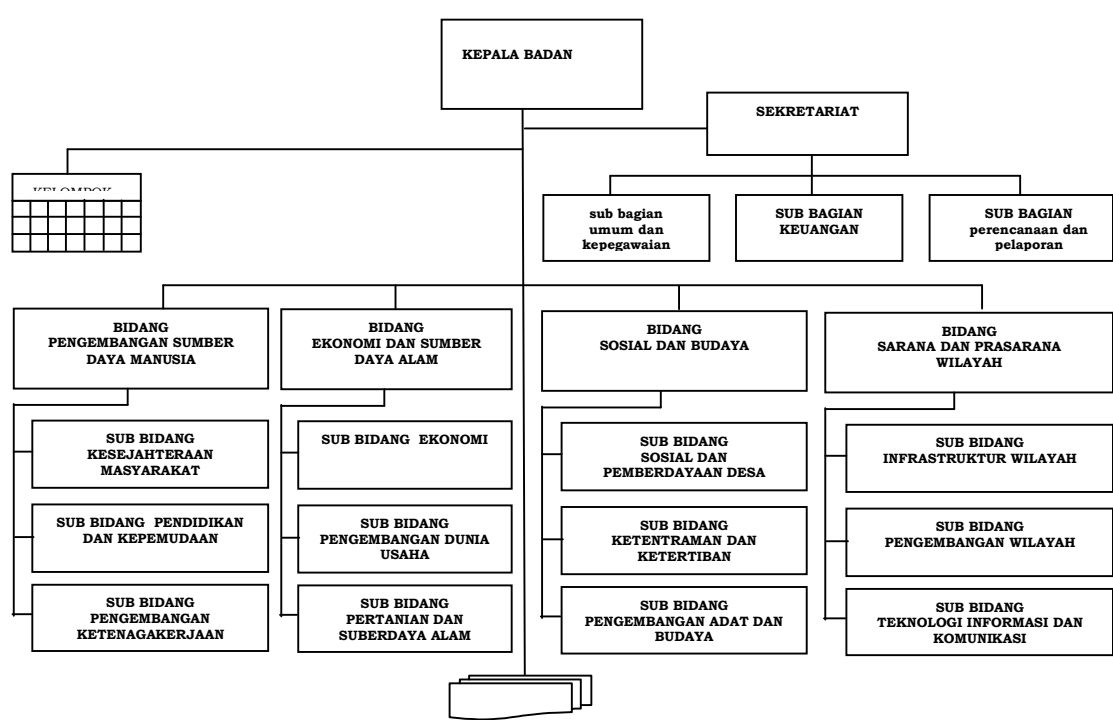 KEPALA BADAN
SEKRETARIAT
KELOMPOK
sub bagian
umum dan
kepegawaian
SUB BAGIAN
KEUANGAN
SUB BAGIAN
perencanaan dan
pelaporan
BIDANG
PENGEMBANGAN SUMBER
DAYA MANUSIA
BIDANG
EKONOMI DAN SUMBER
DAYA ALAM
BIDANG
SOSIAL DAN BUDAYA
BIDANG
SARANA DAN PRASARANA
WILAYAH
SUB BIDANG
KESEJAHTERAAN
MASYARAKAT
SUB BIDANG EKONOMI
SUB BIDANG
SOSIAL DAN
PEMBERDAYAAN DESA
SUB BIDANG
INFRASTRUKTUR WILAYAH
SUB BIDANG PENDIDIKAN
DAN KEPEMUDAAN
SUB BIDANG
PENGEMBANGAN DUNIA
USAHA
SUB BIDANG
KETENTRAMAN DAN
KETERTIBAN
SUB BIDANG
PENGEMBANGAN WILAYAH
SUB BIDANG
PENGEMBANGAN
KETENAGAKERJAAN
SUB BIDANG
PERTANIAN DAN
SUBERDAYA ALAM
SUB BIDANG
PENGEMBANGAN ADAT DAN
BUDAYA
SUB BIDANG
TEKNOLOGI INFORMASI DAN
KOMUNIKASI